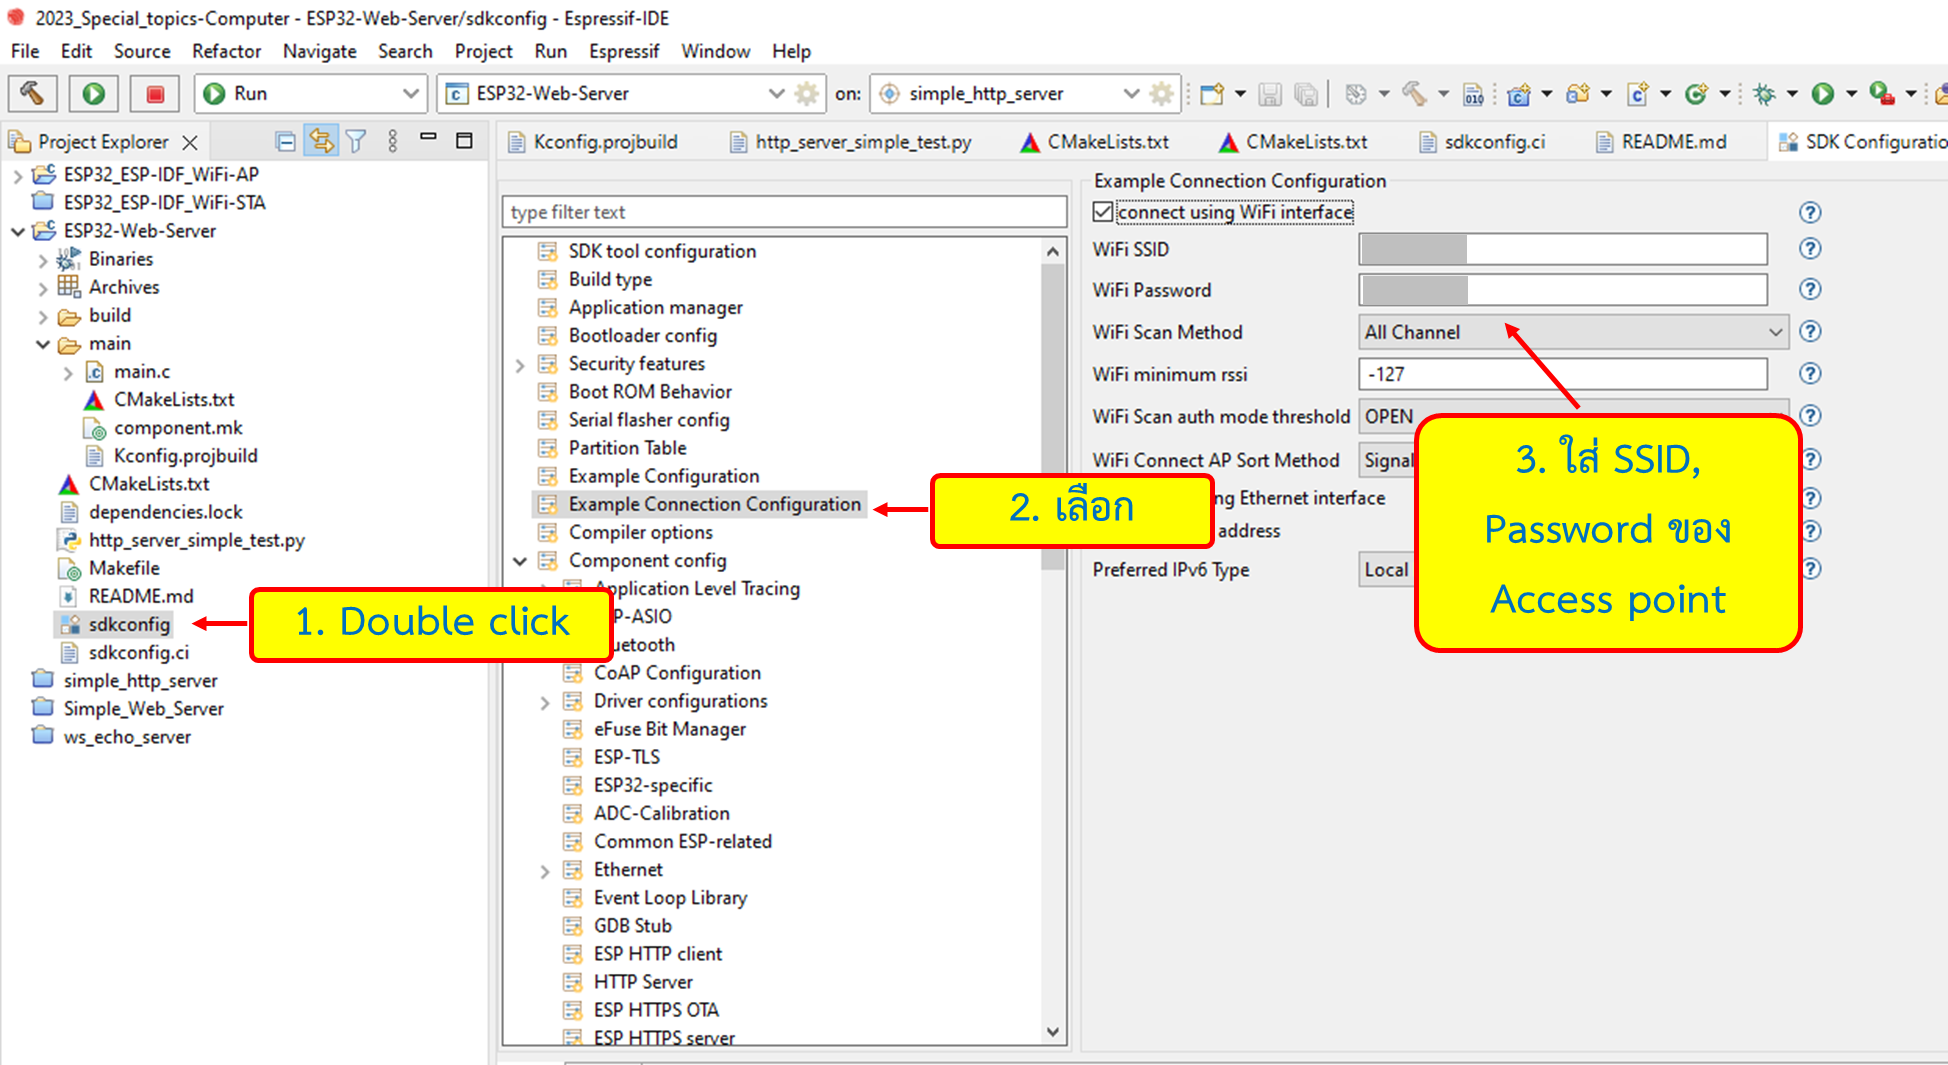 2023_Special_topics-Computer - ESP32-Web-Server/sdkconfig - Espressif-IDE
File Edit Source Refactor Navigate Search Project Run Espressif Window Help
Run
ESP32-Web-Server
on:
simple_http_server
010
Project Explorer
Kconfig.projbuild
http_server_simple_test.py
CMakeLists.txt
CMakeLists.txt
sdkconfig.ci
README.md
SDK Configuratio
ESP32_ESP-IDF_WiFi-AP
ESP32_ESP-IDF_WiFi-STA
ESP32-Web-Server
Binaries
Archives
build
main
main.c
CMakeLists.txt
component.mk
Kconfig.projbuild
CMakeLists.txt
dependencies.lock
http_server_simple_test.py
Makefile
README.md
sdkconfig
sdkconfig.ci
simple_http_server
Simple_Web_Server
ws_echo_server
1. Double click
type filter text
SDK tool configuration
Build type
Application manager
Bootloader config
Security features
Boot ROM Behavior
Serial flasher config
Partition Table
Example Configuration
Example Connection Configuration
Compiler options
Component config
Application Level Tracing
P-ASIO
uetooth
CoAP Configuration
Driver configurations
eFuse Bit Manager
ESP-TLS
ESP32-specific
ADC-Calibration
Common ESP-related
Ethernet
Event Loop Library
GDB Stub
ESP HTTP client
HTTP Server
ESP HTTPS OTA
ESP HTTPS server
2. เลือก
Example Connection Configuration
connect using WiFi interface
WiFi SSID
WiFi Password
WiFi Scan Method All Channel
WiFi minimum rssi -127
WiFi Scan auth mode threshold OPEN
WiFi Connect AP Sort Method Signal
ng Ethernet interface
address
Preferred IPv6 Type Local
3. ใส่ SSID,
Password ของ
Access point